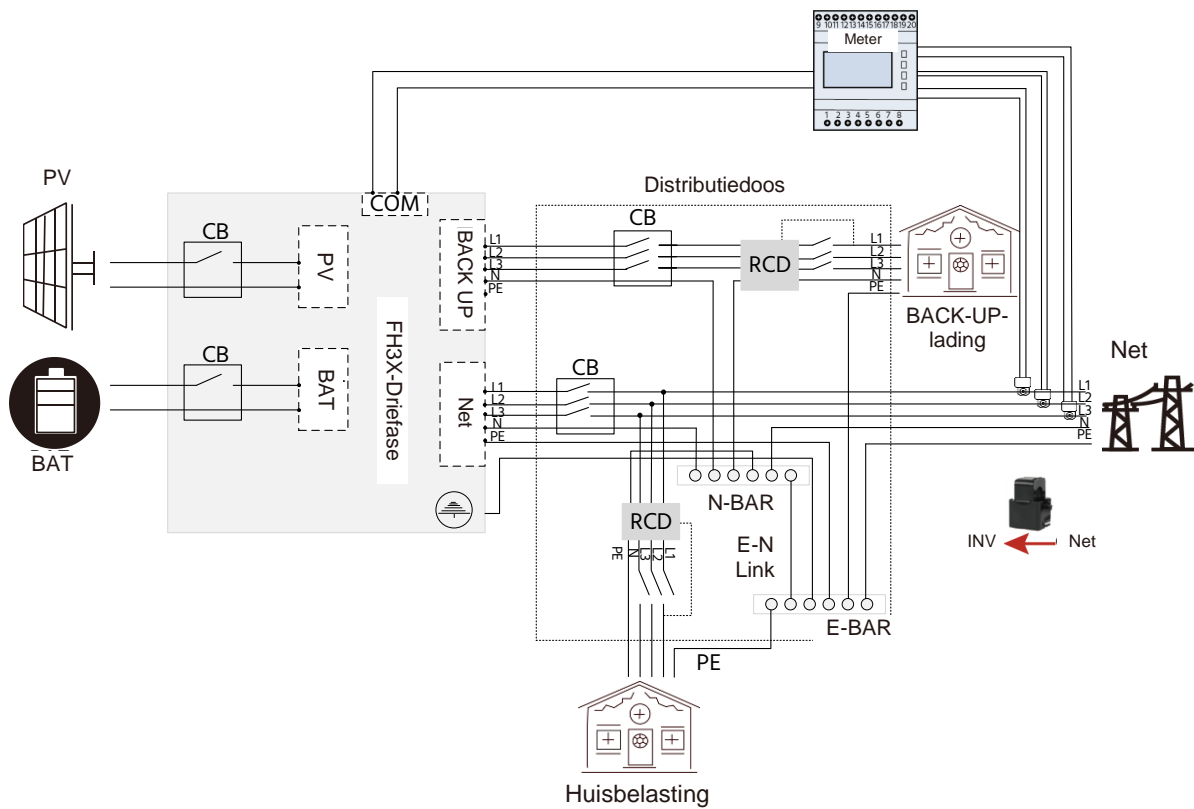 9 10 11 12 13 14 15 16 17 18 19 20
Meter
1 2 3 4 5 6 7 8
PV
CB
PV
COM
BACK UP
L1
L2
L3
N
PE
Distributiedoos
CB
RCD
L1
L2
L3
N
PE
BACK-UP-
lading
FH3X-Driefase
BAT
CB
BAT
Net
L1
L2
L3
N
PE
CB
Net
L1
L2
L3
N
PE
N-BAR
RCD
PE
N
L3
L2
L1
E-N
Link
INV
Net
E-BAR
PE
Huisbelasting